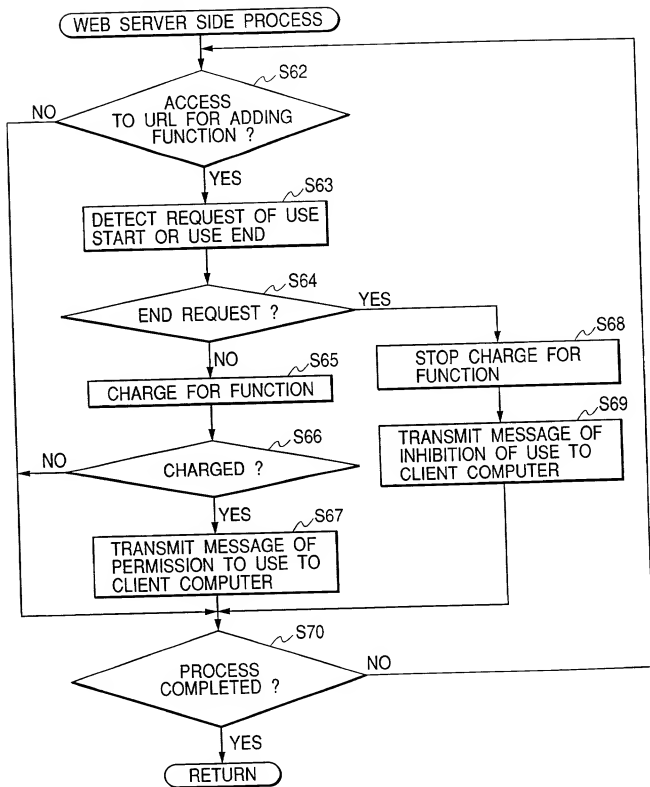 WEB SERVER SIDE PROCESS
S62
ACCESS
TO URL FOR ADDING
FUNCTION ?
NO
YES
S63
DETECT REQUEST OF USE
START OR USE END
S64
END REQUEST ?
YES
NO
S65
CHARGE FOR FUNCTION
S68
STOP CHARGE FOR
FUNCTION
S66
CHARGED ?
NO
YES
S69
TRANSMIT MESSAGE OF
INHIBITION OF USE TO
CLIENT COMPUTER
S67
TRANSMIT MESSAGE OF
PERMISSION TO USE TO
CLIENT COMPUTER
S70
PROCESS
COMPLETED ?
NO
YES
RETURN